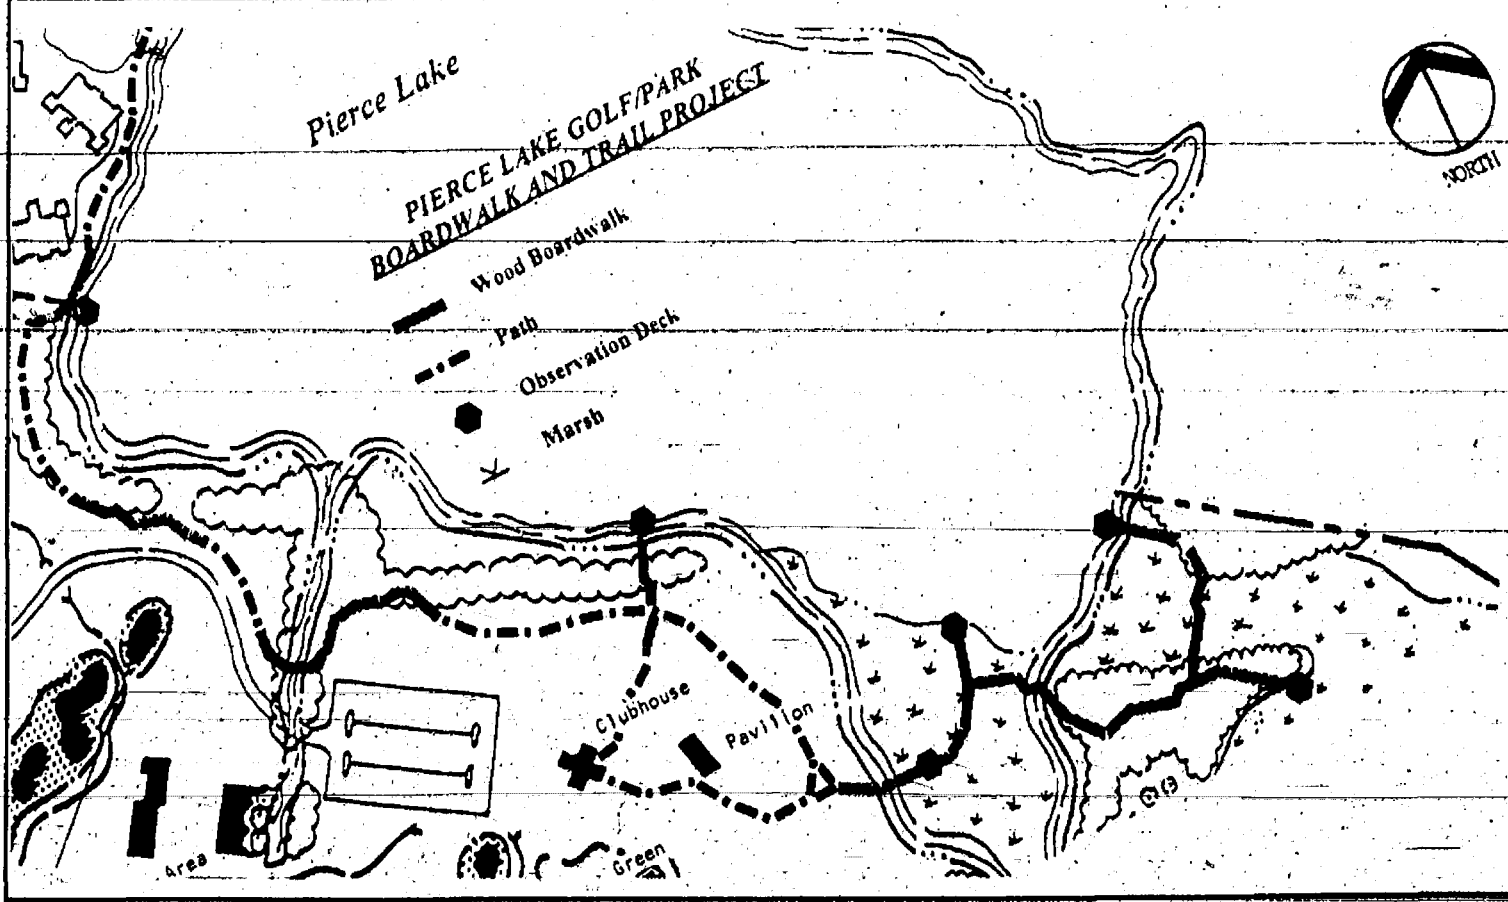 Pierce Lake
PIERCE LAKE GOLF/PARK
BOARDWALK AND TRAIL PROJECT
Wood Boardwalk
Path
Observation Deck
Marsh
NORTH
Clubhouse
Pavilion
Green
Area